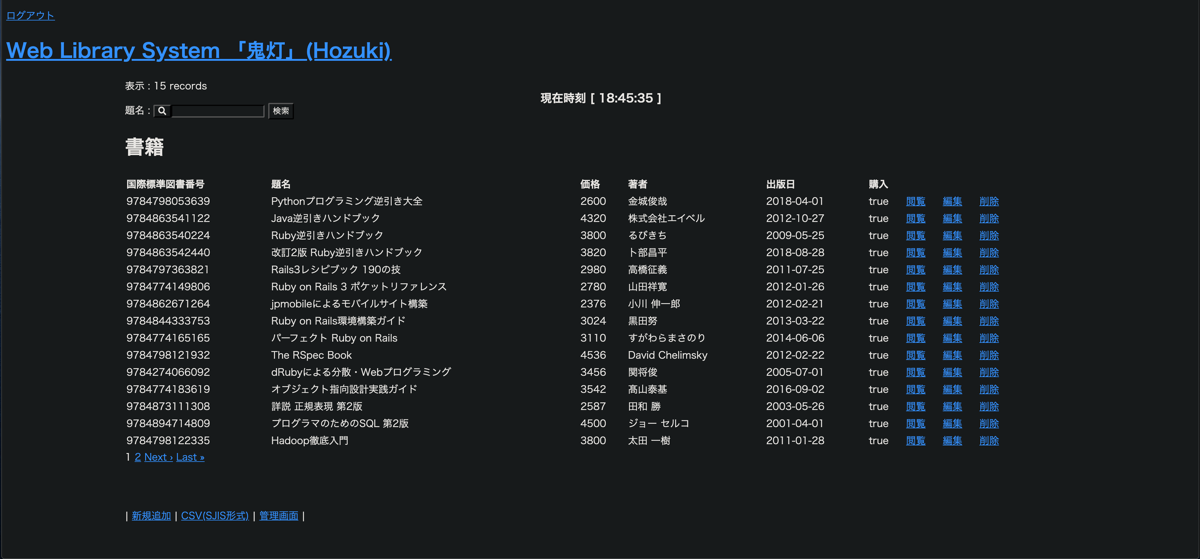 ログアウト
Web Library System 「鬼灯」(Hozuki)
表示 : 15 records
現在時刻 [ 18:45:35 ]
題名 : 検索
書籍
国際標準図書番号 題名 価格 著者 出版日 購入
9784798053639 Pythonプログラミング逆引き大全 2600 金城俊哉 2018-04-01 true 閲覧 編集 削除
9784863541122 Java逆引きハンドブック 4320 株式会社エイベル 2012-10-27 true 閲覧 編集 削除
9784863540224 Ruby逆引きハンドブック 3800 るびきち 2009-05-25 true 閲覧 編集 削除
9784863542440 改訂2版 Ruby逆引きハンドブック 3820 卜部昌平 2018-08-28 true 閲覧 編集 削除
9784797363821 Rails3レシピブック 190の技 2980 高橋征義 2011-07-25 true 閲覧 編集 削除
9784774149806 Ruby on Rails 3 ポケットリファレンス 2780 山田祥寛 2012-01-26 true 閲覧 編集 削除
9784862671264 jpmobileによるモバイルサイト構築 2376 小川 伸一郎 2012-02-21 true 閲覧 編集 削除
9784844333753 Ruby on Rails環境構築ガイド 3024 黒田努 2013-03-22 true 閲覧 編集 削除
9784774165165 パーフェクト Ruby on Rails 3110 すがわらまさのり 2014-06-06 true 閲覧 編集 削除
9784798121932 The RSpec Book 4536 David Chelimsky 2012-02-22 true 閲覧 編集 削除
9784274066092 dRubyによる分散・Webプログラミング 3456 関将俊 2005-07-01 true 閲覧 編集 削除
9784774183619 オブジェクト指向設計実践ガイド 3542 髙山泰基 2016-09-02 true 閲覧 編集 削除
9784873111308 詳説 正規表現 第2版 2587 田和 勝 2003-05-26 true 閲覧 編集 削除
9784894714809 プログラマのためのSQL 第2版 4500 ジョー セルコ 2001-04-01 true 閲覧 編集 削除
9784798122335 Hadoop徹底入門 3800 太田 一樹 2011-01-28 true 閲覧 編集 削除
1 2 Next › Last »
| 新規追加 | CSV(SJIS形式) | 管理画面 |